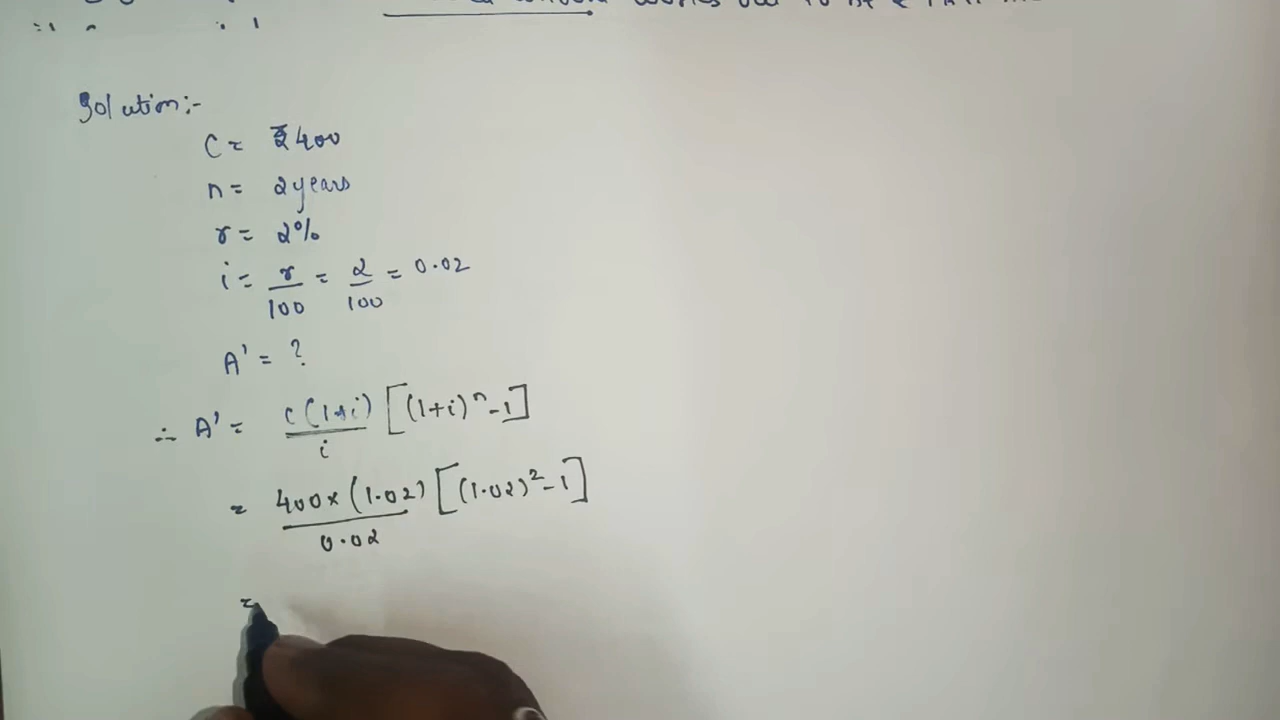 Solution:-
C = ₹400
n = 2years
r = 2%
i = r/100 = 2/100 = 0.02
A' = ?
∴ A' = C(1+i)/i [(1+i)ⁿ-1]
= 400×(1.02)/0.02 [(1.02)²-1]
=